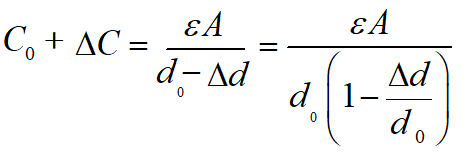 C₀ + ΔC = εA / (d₀ − Δd) = εA / (d₀ (1 − Δd/d₀))